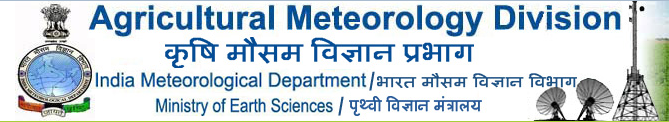 Agricultural Meteorology Division
कृषि मौसम विज्ञान प्रभाग
India Meteorological Department/भारत मौसम विज्ञान विभाग
Ministry of Earth Sciences / पृथ्वी विज्ञान मंत्रालय